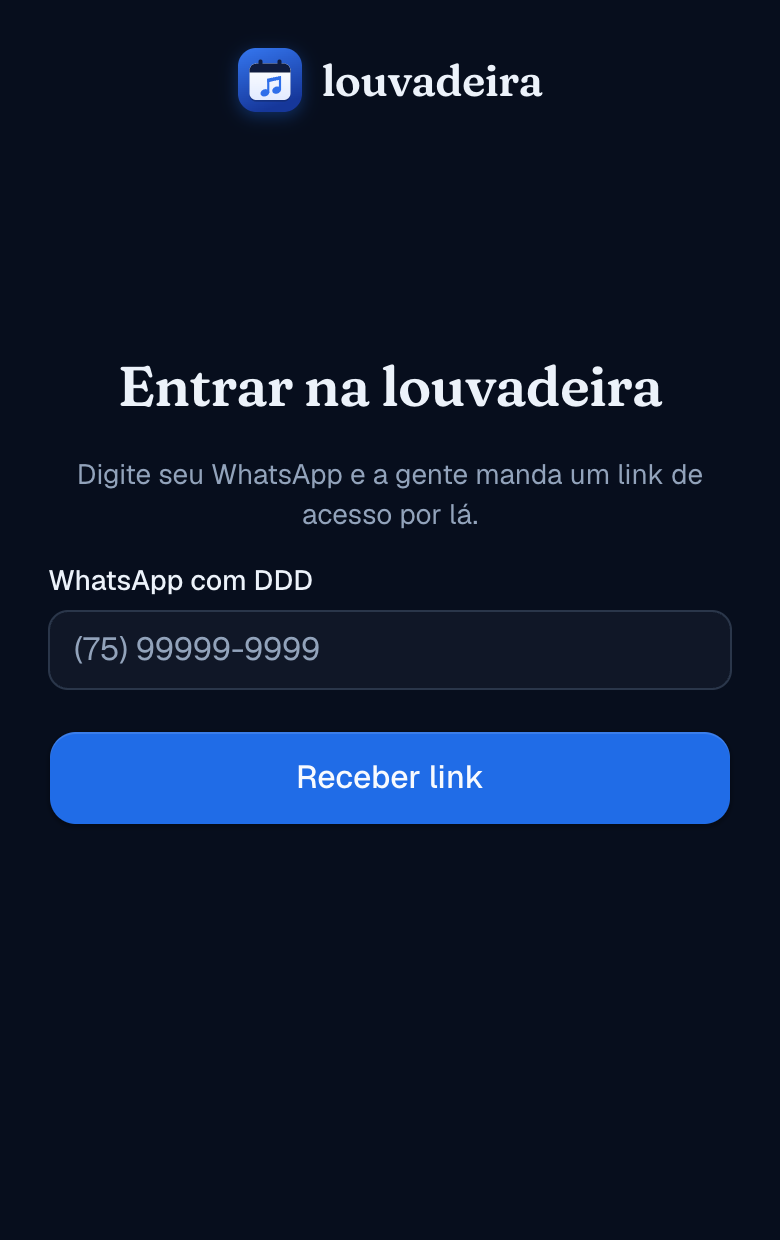 louvadeira
Entrar na louvadeira
Digite seu WhatsApp e a gente manda um link de
acesso por lá.
WhatsApp com DDD
(75) 99999-9999
Receber link